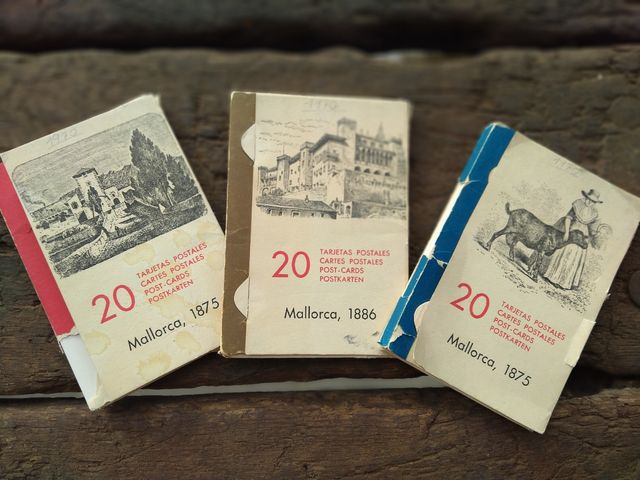 20
TARJETAS POSTALES
CARTES POSTALES
POST-CARDS
POSTKARTEN
Mallorca, 1875
20
TARJETAS POSTALES
CARTES POSTALES
POST-CARDS
POSTKARTEN
Mallorca, 1886
20
TARJETAS POSTALES
CARTES POSTALES
POST-CARDS
POSTKARTEN
Mallorca, 1875